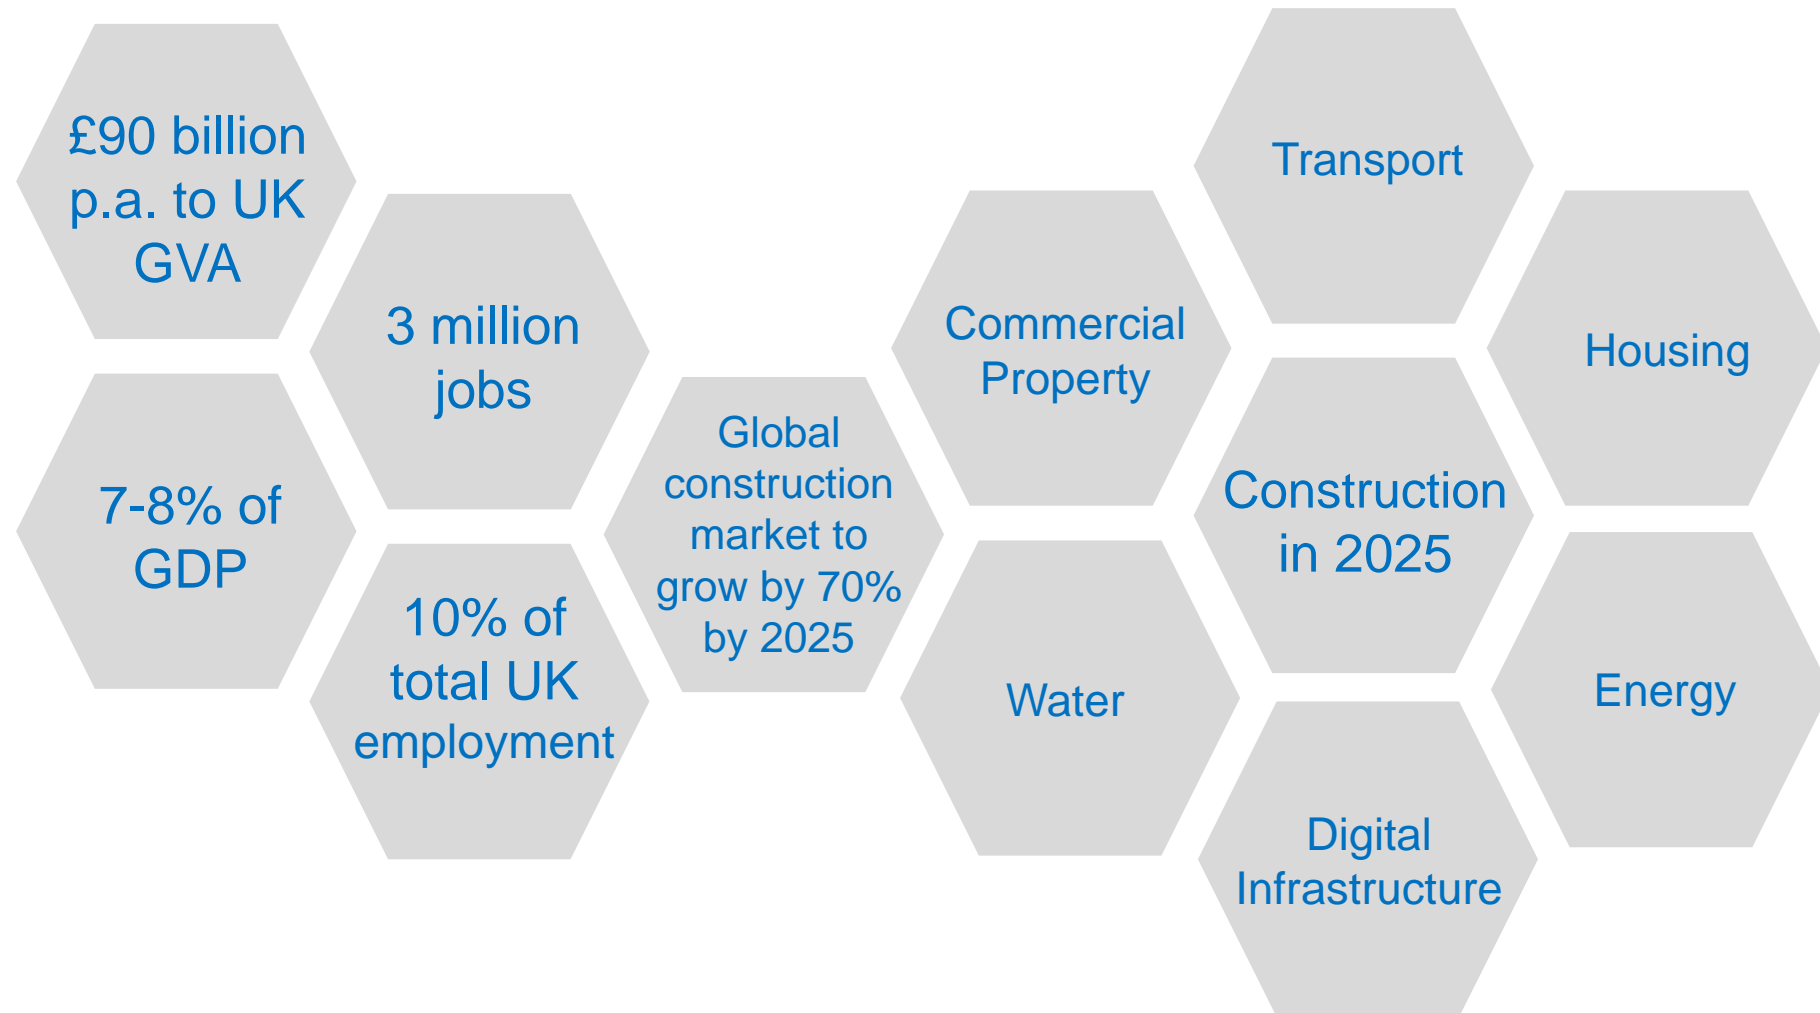 £90 billion
p.a. to UK
GVA
7-8% of
GDP
3 million
jobs
10% of
total UK
employment
Global
construction
market to
grow by 70%
by 2025
Commercial
Property
Water
Transport
Construction
in 2025
Digital
Infrastructure
Housing
Energy